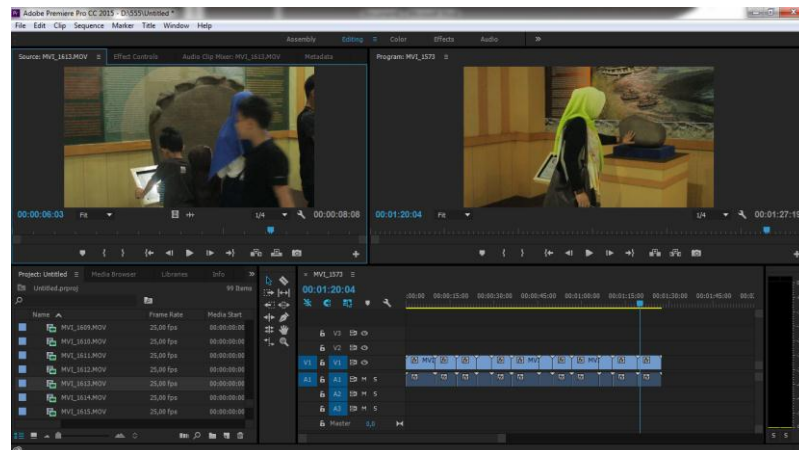 Adobe Premiere Pro CC 2015 - D:\555\Untitled *
File Edit Clip Sequence Marker Title Window Help
Assembly Editing Color Effects Audio
Source: MVI_1613.MOV Effect Controls Audio Clip Mixer: MVI_1613.MOV Metadata
Program: MVI_1573
00:00:06:03 Fit 1/4 00:00:08:08
00:01:20:04 Fit 1/4 00:01:27:19
Project: Untitled Media Browser Libraries Info
Untitled.prproj 99 Items
Name Frame Rate Media Start
MVI_1609.MOV 25,00 fps 00:00:00:00
MVI_1610.MOV 25,00 fps 00:00:00:00
MVI_1611.MOV 25,00 fps 00:00:00:00
MVI_1612.MOV 25,00 fps 00:00:00:00
MVI_1613.MOV 25,00 fps 00:00:00:00
MVI_1614.MOV 25,00 fps 00:00:00:00
MVI_1615.MOV 25,00 fps 00:00:00:00
× MVI_1573
00:01:20:04
:00:00 00:00:15:00 00:00:30:00 00:00:45:00 00:01:00:00 00:01:15:00 00:01:30:00 00:01:45:00 00:0
V3
V2
V1 V1 MVI MVI MV
A1 A1 M S
A2 M S
A3 M S
Master 0,0
S S